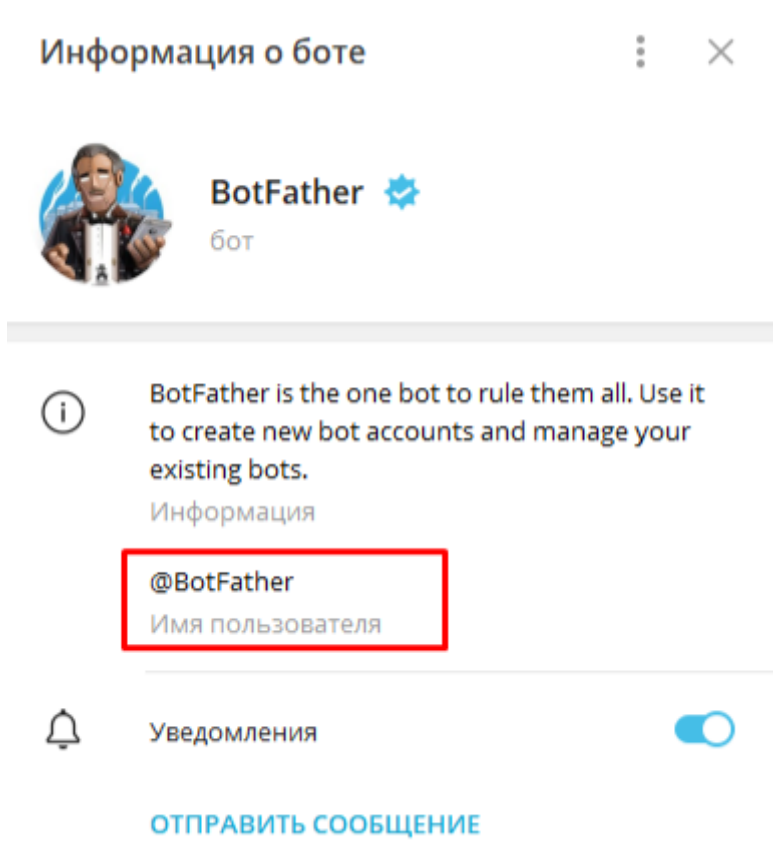 Информация о боте
BotFather
бот
BotFather is the one bot to rule them all. Use it
to create new bot accounts and manage your
existing bots.
Информация
@BotFather
Имя пользователя
Уведомления
ОТПРАВИТЬ СООБЩЕНИЕ